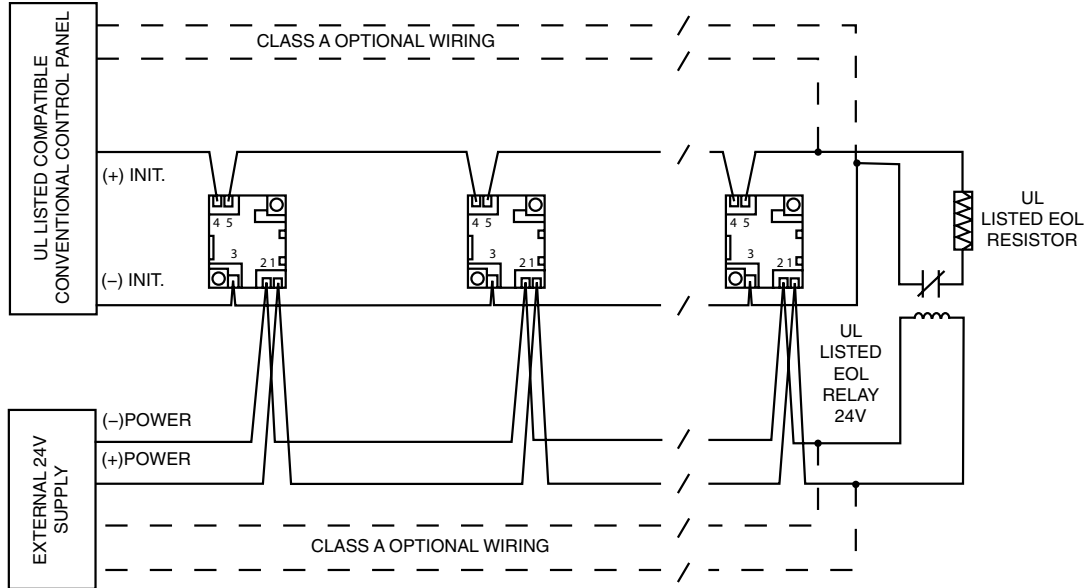 UL LISTED COMPATIBLE
CONVENTIONAL CONTROL PANEL
CLASS A OPTIONAL WIRING
(+) INIT.
(–) INIT.
4 5
3
2 1
4 5
3
2 1
4 5
3
2 1
UL
LISTED EOL
RESISTOR
UL
LISTED
EOL
RELAY
24V
EXTERNAL 24V
SUPPLY
(–)POWER
(+)POWER
CLASS A OPTIONAL WIRING